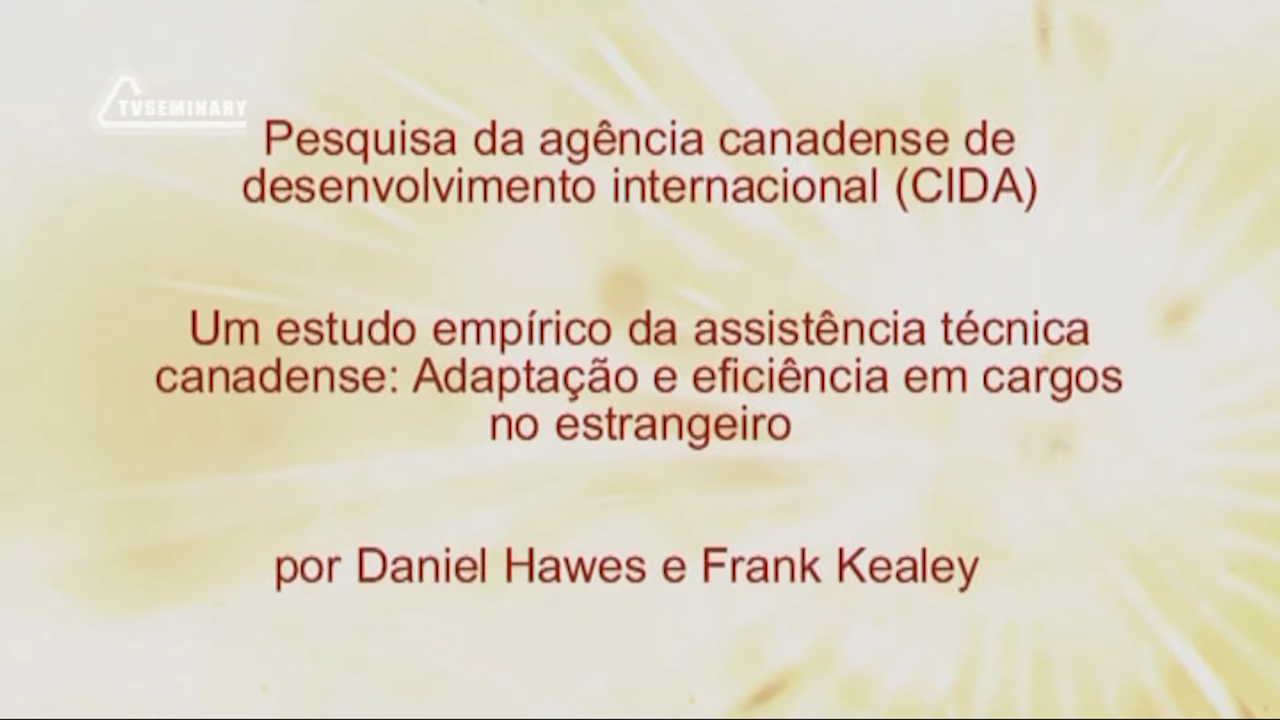 TVSEMINARY
Pesquisa da agência canadense de
desenvolvimento internacional (CIDA)
Um estudo empírico da assistência técnica
canadense: Adaptação e eficiência em cargos
no estrangeiro
por Daniel Hawes e Frank Kealey